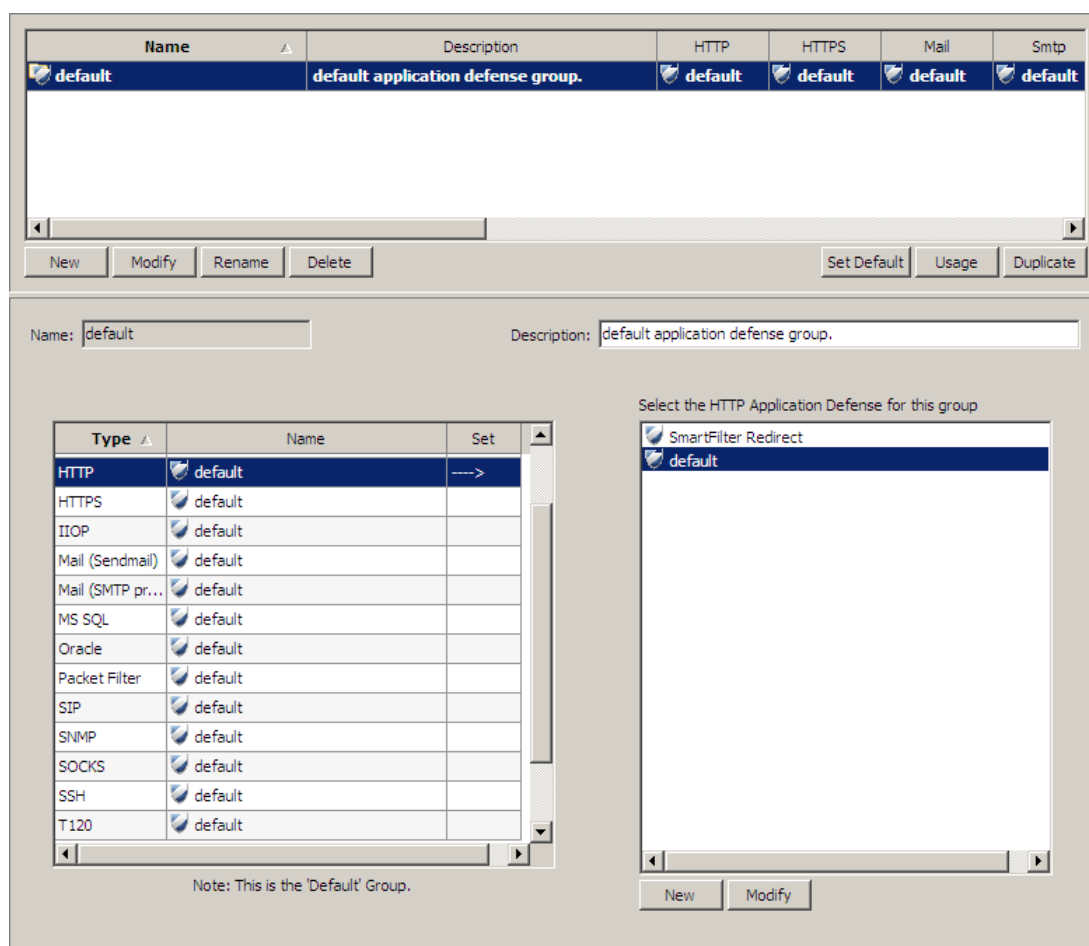 Name Description HTTP HTTPS Mail Smtp
default default application defense group. default default default default
New Modify Rename Delete Set Default Usage Duplicate
Name: default Description: default application defense group.
Select the HTTP Application Defense for this group
Type Name Set
SmartFilter Redirect
default
HTTP default ---->
HTTPS default
IIOP default
Mail (Sendmail) default
Mail (SMTP pr... default
MS SQL default
Oracle default
Packet Filter default
SIP default
SNMP default
SOCKS default
SSH default
T120 default
Note: This is the 'Default' Group.
New Modify